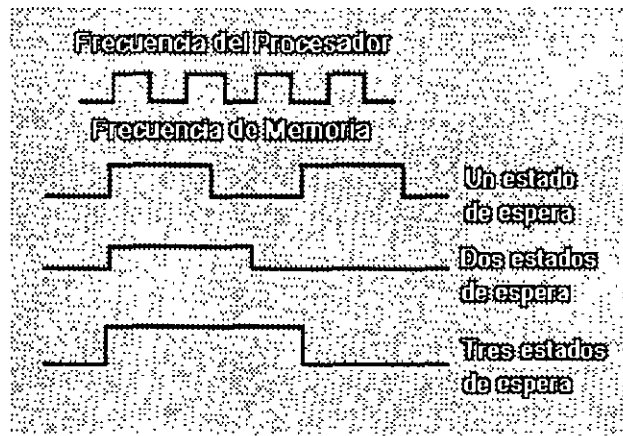 Frecuencia del Procesador
Frecuencia de Memoria
Un estado
de espera
Dos estados
de espera
Tres estados
de espera